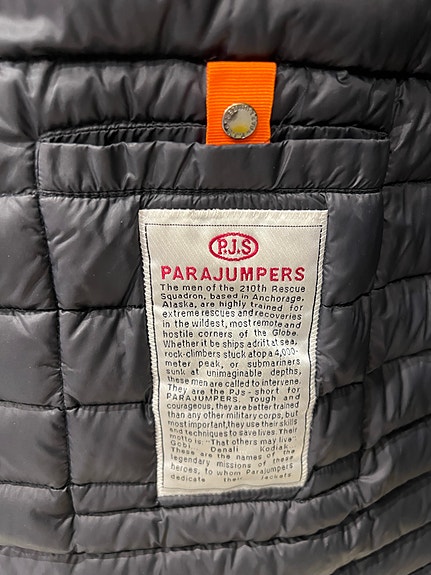 P.J.S
PARAJUMPERS
The men of the 210th Rescue
Squadron, based in Anchorage,
Alaska, are highly trained for
extreme rescues and recoveries
in the wildest, most remote and
hostile corners of the Globe.
Whether it be ships adrift at sea,
rock-climbers stuck atop a 4,000-
meter peak, or submariners
sunk at unimaginable depths,
these men are called to intervene.
They are the PJs - short for
PARAJUMPERS. Tough and
courageous, they are better trained
than any other military corps, but
most important, they use their skills
and techniques to save lives. Their
motto is "That others may live"
Gobi, Denali, Kodiak...
These are the names of the
legendary missions of these
heroes, to whom Parajumpers
dedicate their jackets.